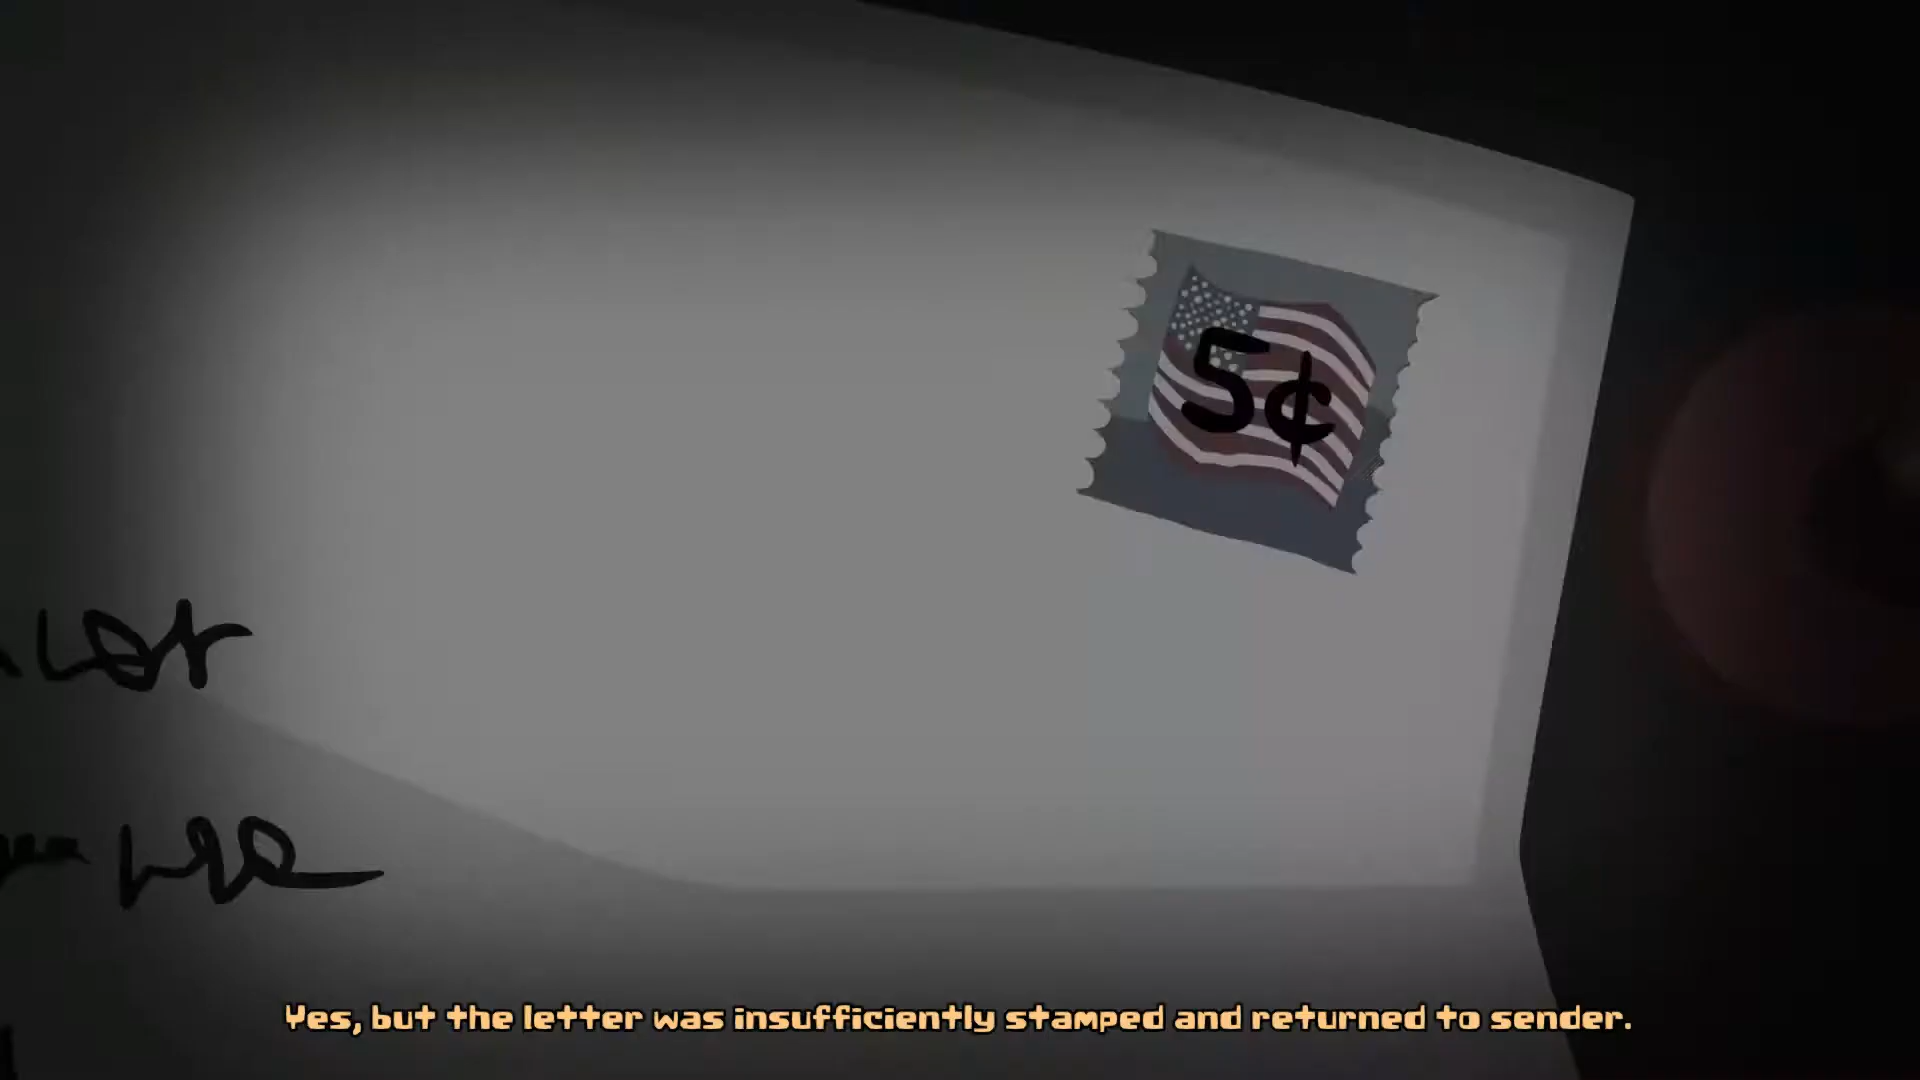 5¢
Yes, but the letter was insufficiently stamped and returned to sender.